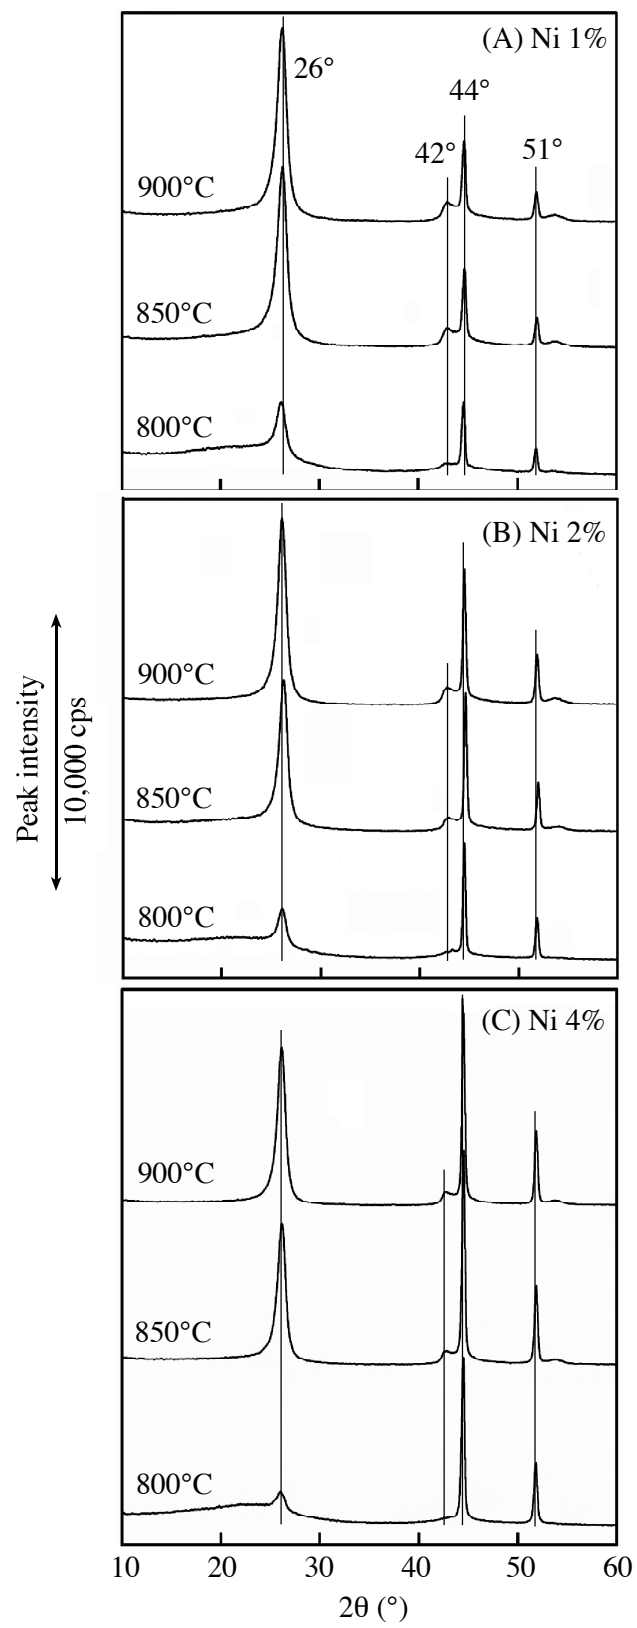 (A) Ni 1%
26°
44°
42°
51°
900°C
850°C
800°C
(B) Ni 2%
900°C
850°C
800°C
Peak intensity
10,000 cps
(C) Ni 4%
900°C
850°C
800°C
10 20 30 40 50 60
2θ (°)